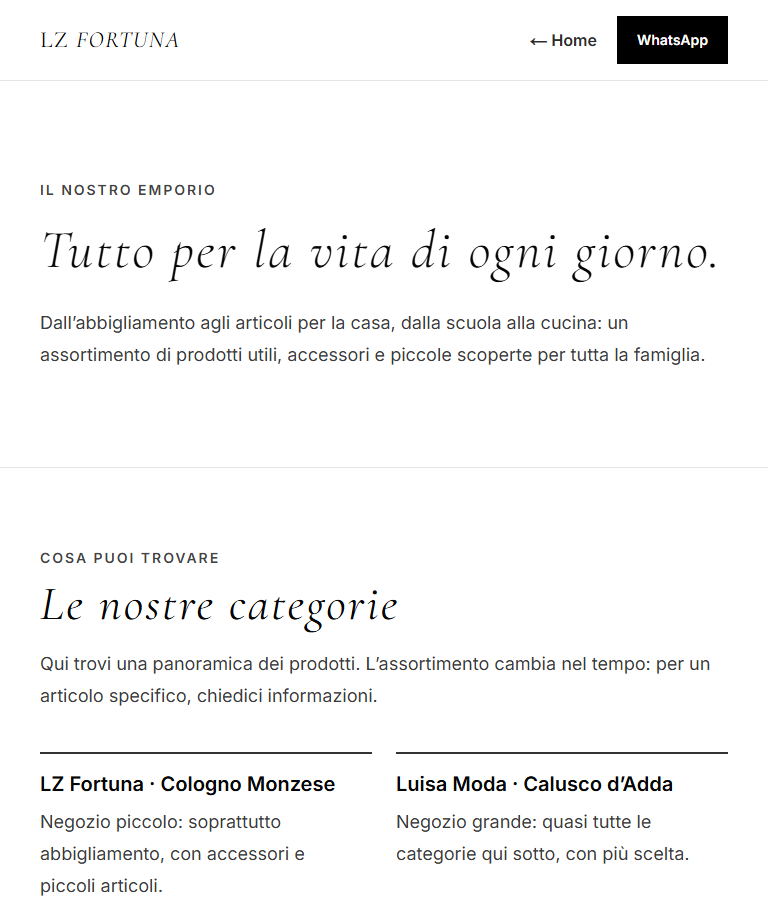 LZ FORTUNA
← Home
WhatsApp
IL NOSTRO EMPORIO
Tutto per la vita di ogni giorno.
Dall’abbigliamento agli articoli per la casa, dalla scuola alla cucina: un
assortimento di prodotti utili, accessori e piccole scoperte per tutta la famiglia.
COSA PUOI TROVARE
Le nostre categorie
Qui trovi una panoramica dei prodotti. L’assortimento cambia nel tempo: per un
articolo specifico, chiedici informazioni.
LZ Fortuna · Cologno Monzese
Negozio piccolo: soprattutto
abbigliamento, con accessori e
piccoli articoli.
Luisa Moda · Calusco d’Adda
Negozio grande: quasi tutte le
categorie qui sotto, con più scelta.